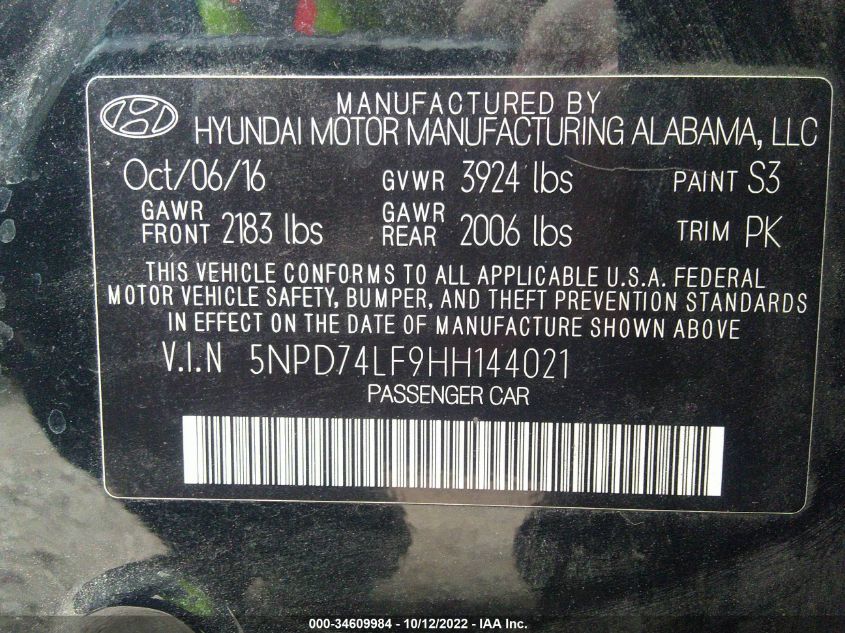 MANUFACTURED BY
HYUNDAI MOTOR MANUFACTURING ALABAMA, LLC
Oct/06/16 GVWR 3924 lbs PAINT S3
GAWR FRONT 2183 lbs GAWR REAR 2006 lbs TRIM PK
THIS VEHICLE CONFORMS TO ALL APPLICABLE U.S.A. FEDERAL
MOTOR VEHICLE SAFETY, BUMPER, AND THEFT PREVENTION STANDARDS
IN EFFECT ON THE DATE OF MANUFACTURE SHOWN ABOVE
V.I.N 5NPD74LF9HH144021
PASSENGER CAR
000-34609984 - 10/12/2022 - IAA Inc.